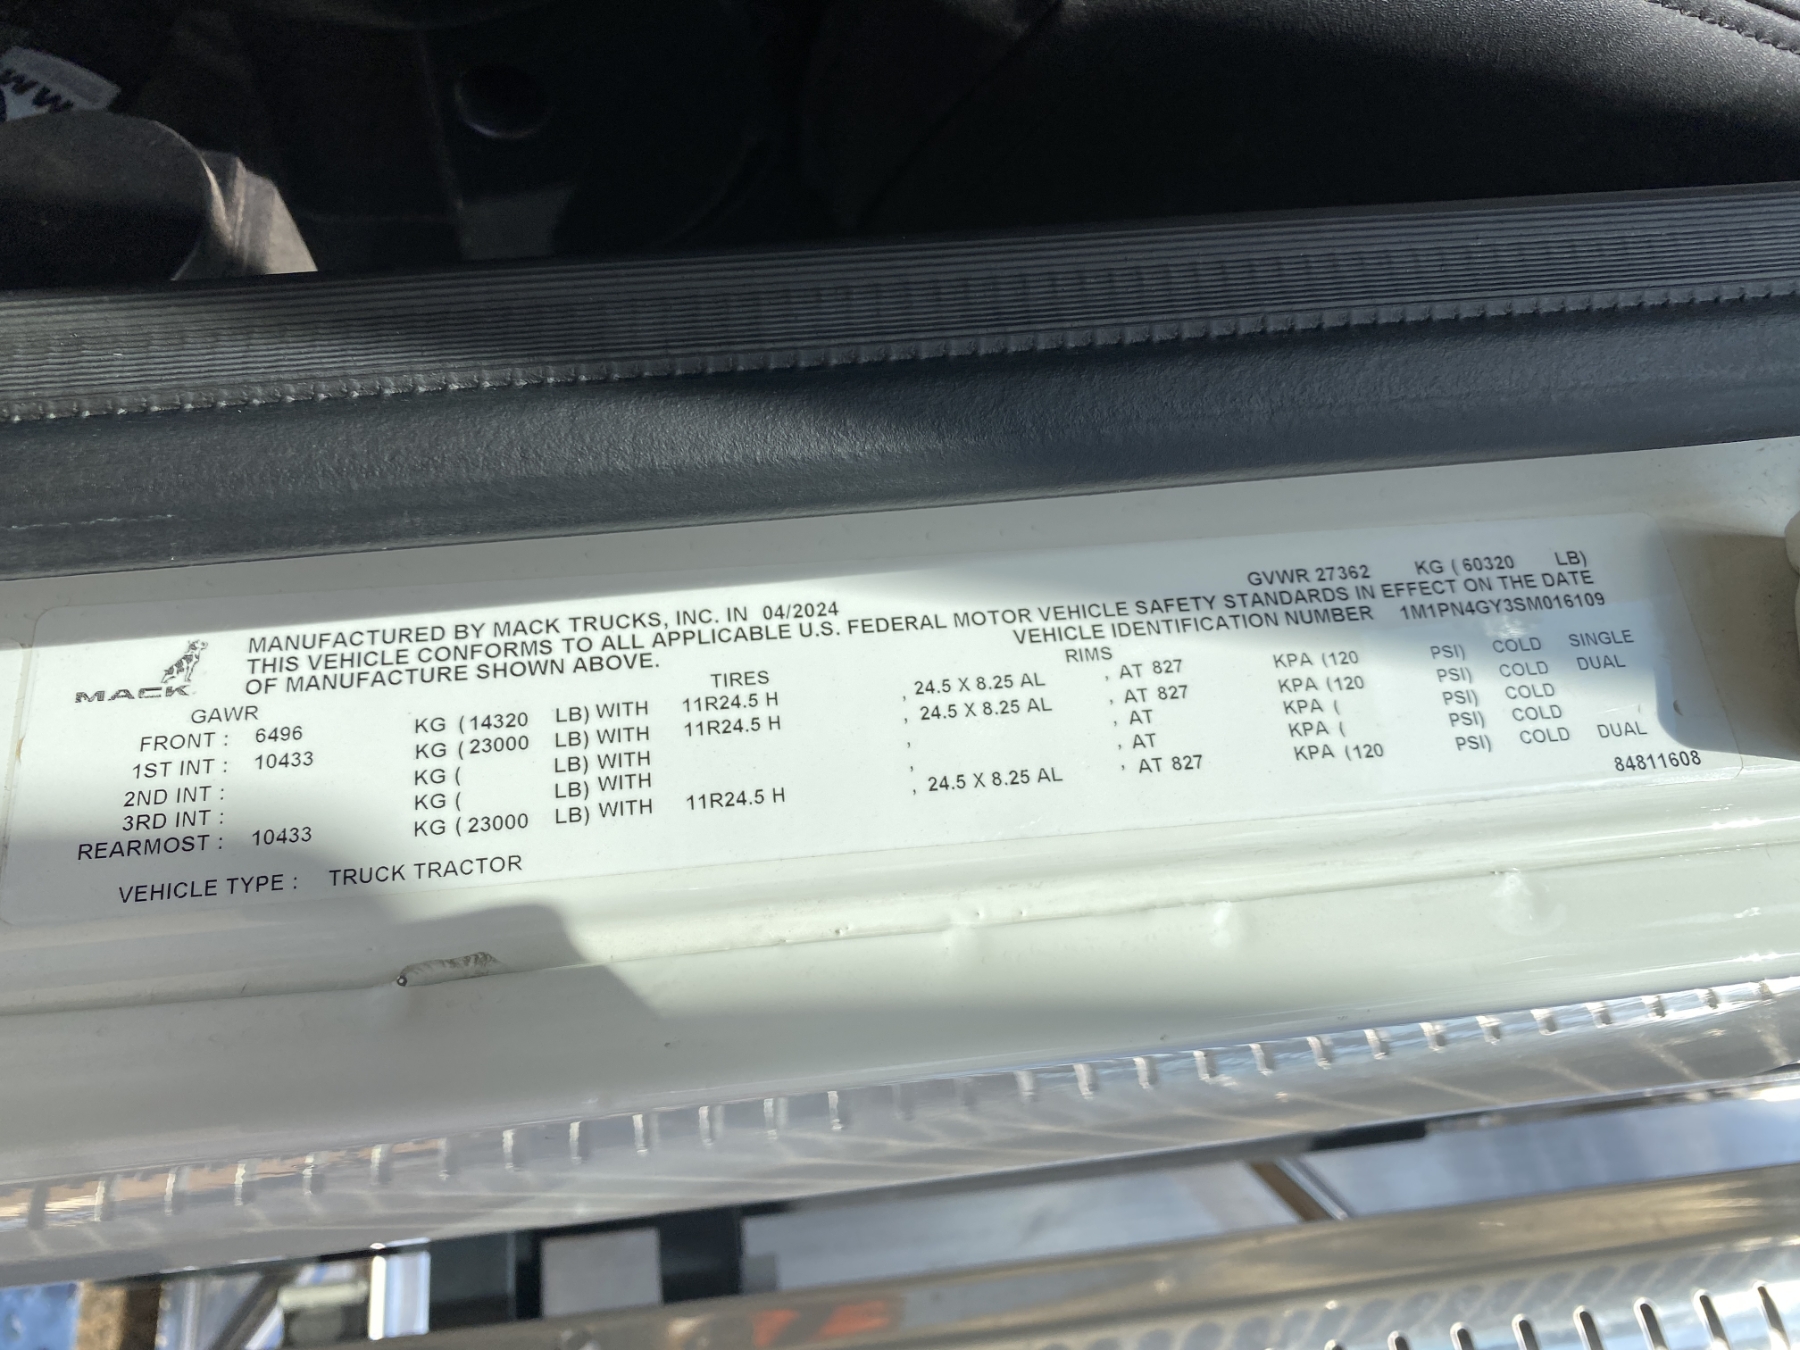 MANUFACTURED BY MACK TRUCKS, INC. IN 04/2024 GVWR 27362 KG ( 60320 LB)
THIS VEHICLE CONFORMS TO ALL APPLICABLE U.S. FEDERAL MOTOR VEHICLE SAFETY STANDARDS IN EFFECT ON THE DATE
OF MANUFACTURE SHOWN ABOVE. VEHICLE IDENTIFICATION NUMBER 1M1PN4GY3SM016109
MACK
GAWR TIRES RIMS
FRONT : 6496 KG ( 14320 LB) WITH 11R24.5 H , 24.5 X 8.25 AL , AT 827 KPA (120 PSI) COLD SINGLE
1ST INT : 10433 KG ( 23000 LB) WITH 11R24.5 H , 24.5 X 8.25 AL , AT 827 KPA (120 PSI) COLD DUAL
2ND INT : KG ( LB) WITH , , AT KPA ( PSI) COLD
3RD INT : KG ( LB) WITH , , AT KPA ( PSI) COLD
REARMOST : 10433 KG ( 23000 LB) WITH 11R24.5 H , 24.5 X 8.25 AL , AT 827 KPA (120 PSI) COLD DUAL
84811608
VEHICLE TYPE : TRUCK TRACTOR